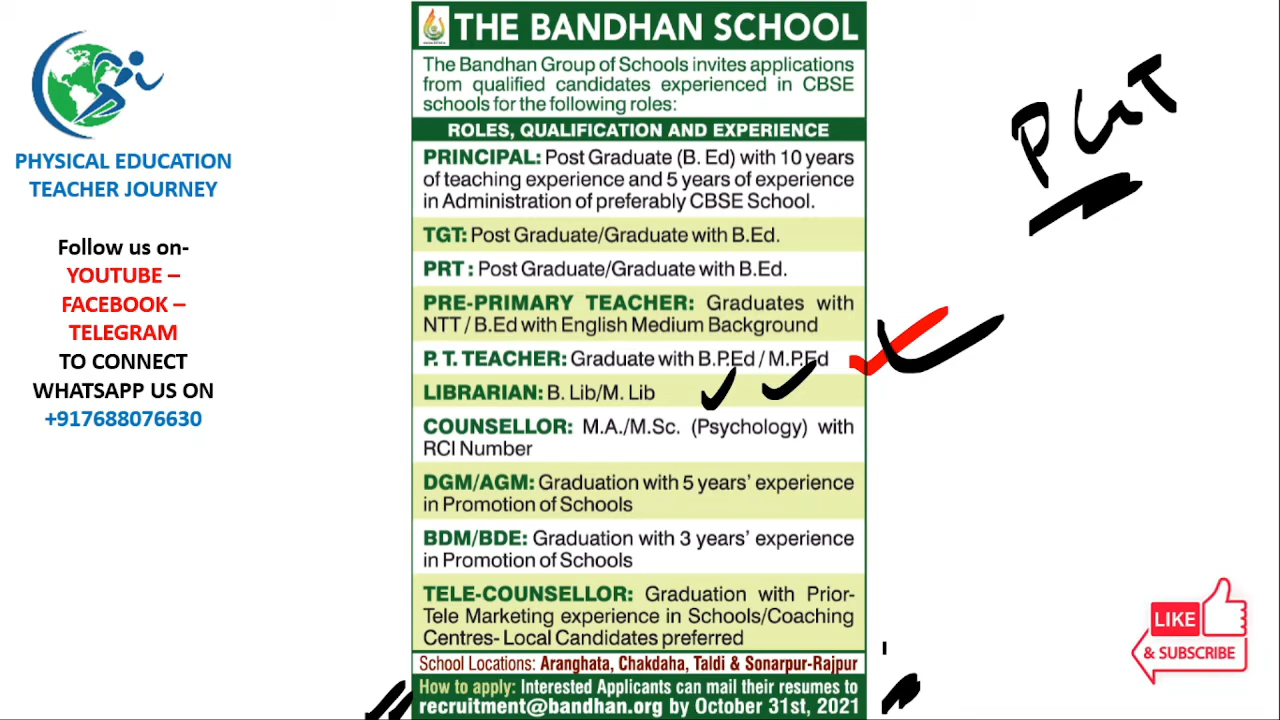 THE BANDHAN SCHOOL
The Bandhan Group of Schools invites applications
from qualified candidates experienced in CBSE
schools for the following roles:
ROLES, QUALIFICATION AND EXPERIENCE
PRINCIPAL: Post Graduate (B. Ed) with 10 years
of teaching experience and 5 years of experience
in Administration of preferably CBSE School.
TGT: Post Graduate/Graduate with B.Ed.
PRT : Post Graduate/Graduate with B.Ed.
PRE-PRIMARY TEACHER: Graduates with
NTT / B.Ed with English Medium Background
P. T. TEACHER: Graduate with B.P.Ed / M.P.Ed
LIBRARIAN: B. Lib/M. Lib
COUNSELLOR: M.A./M.Sc. (Psychology) with
RCI Number
DGM/AGM: Graduation with 5 years' experience
in Promotion of Schools
BDM/BDE: Graduation with 3 years' experience
in Promotion of Schools
TELE-COUNSELLOR: Graduation with Prior-
Tele Marketing experience in Schools/Coaching
Centres- Local Candidates preferred
School Locations: Aranghata, Chakdaha, Taldi & Sonarpur-Rajpur
How to apply: Interested Applicants can mail their resumes to
recruitment@bandhan.org by October 31st, 2021
PHYSICAL EDUCATION
TEACHER JOURNEY
Follow us on-
YOUTUBE –
FACEBOOK –
TELEGRAM
TO CONNECT
WHATSAPP US ON
+917688076630
PGT
LIKE
& SUBSCRIBE